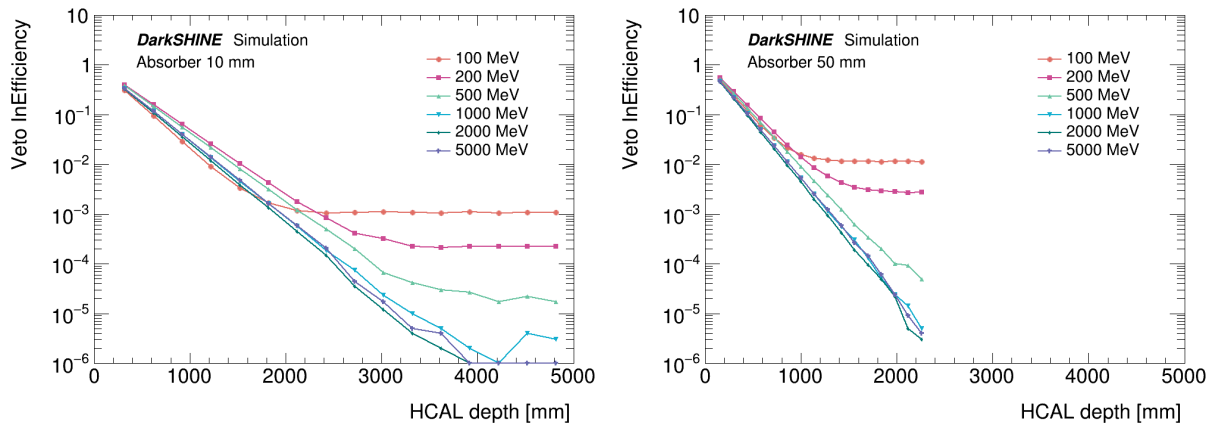 Veto InEfficiency
10
1
10⁻¹
10⁻²
10⁻³
10⁻⁴
10⁻⁵
10⁻⁶
DarkSHINE Simulation
Absorber 10 mm
100 MeV
200 MeV
500 MeV
1000 MeV
2000 MeV
5000 MeV
0 1000 2000 3000 4000 5000
HCAL depth [mm]
Veto InEfficiency
10
1
10⁻¹
10⁻²
10⁻³
10⁻⁴
10⁻⁵
10⁻⁶
DarkSHINE Simulation
Absorber 50 mm
100 MeV
200 MeV
500 MeV
1000 MeV
2000 MeV
5000 MeV
0 1000 2000 3000 4000 5000
HCAL depth [mm]